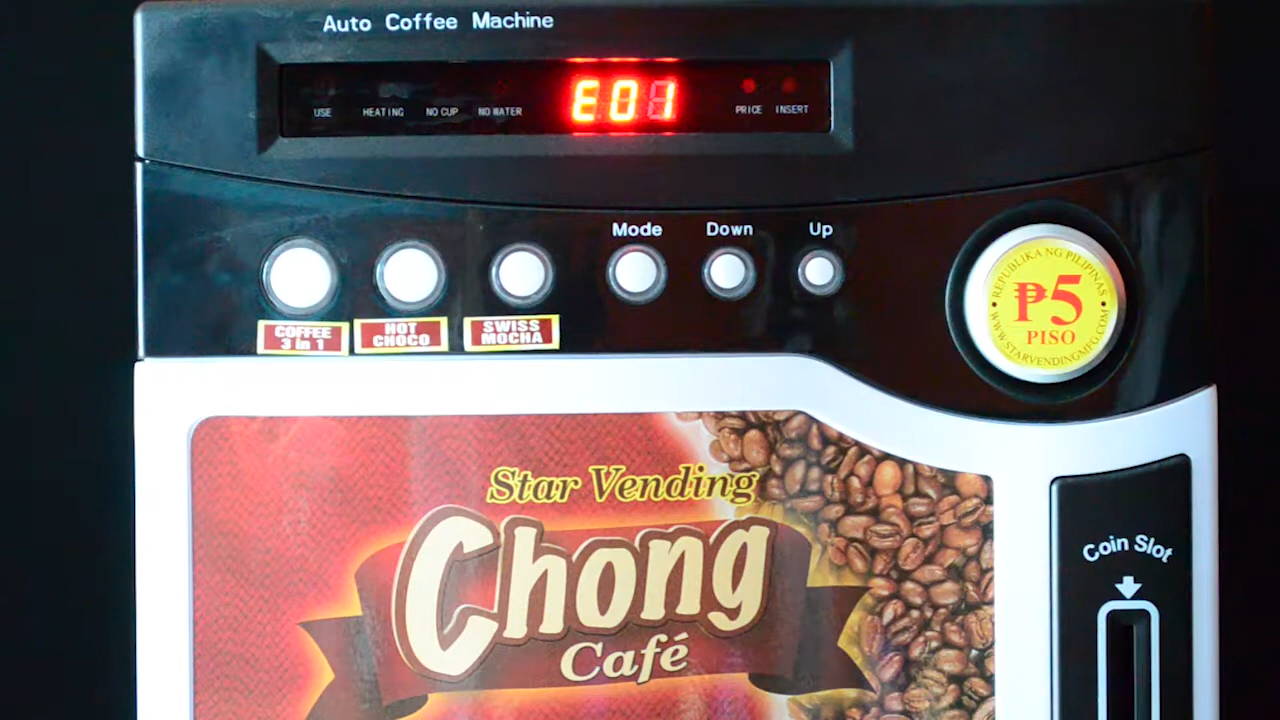 Auto Coffee Machine
E01
USE HEATING NO CUP NO WATER PRICE INSERT
Mode Down Up
COFFEE
3 in 1
HOT
CHOCO
SWISS
MOCHA
REPUBLIKA NG PILIPINAS
₱5
PISO
WWW.STARVENDINGMFG.COM
Star Vending
Chong
Café
Coin Slot